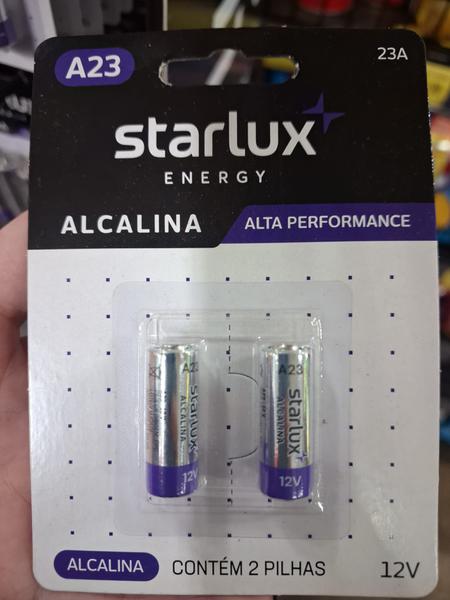 A23
23A
starlux
ENERGY
ALCALINA
ALTA PERFORMANCE
A23
ALCALINA
starlux
12V
A23
ALCALINA
starlux
12V
ALCALINA
CONTÉM 2 PILHAS
12V